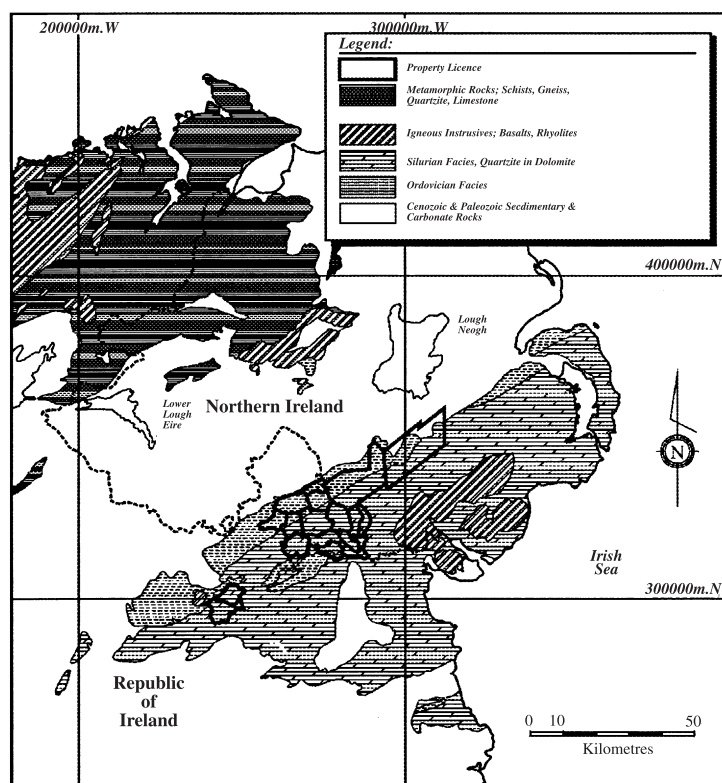 200000m.W
300000m.W
Legend:
Property Licence
Metamorphic Rocks; Schists, Gneiss,
Quartzite, Limestone
Igneous Instrusives; Basalts, Rhyolites
Silurian Facies, Quartzite in Dolomite
Ordovician Facies
Cenozoic & Paleozoic Secdimentary &
Carbonate Rocks
400000m.N
Lough
Neogh
Lower
Lough
Eire
Northern Ireland
N
Irish
Sea
300000m.N
Republic
of
Ireland
0 10 50
Kilometres